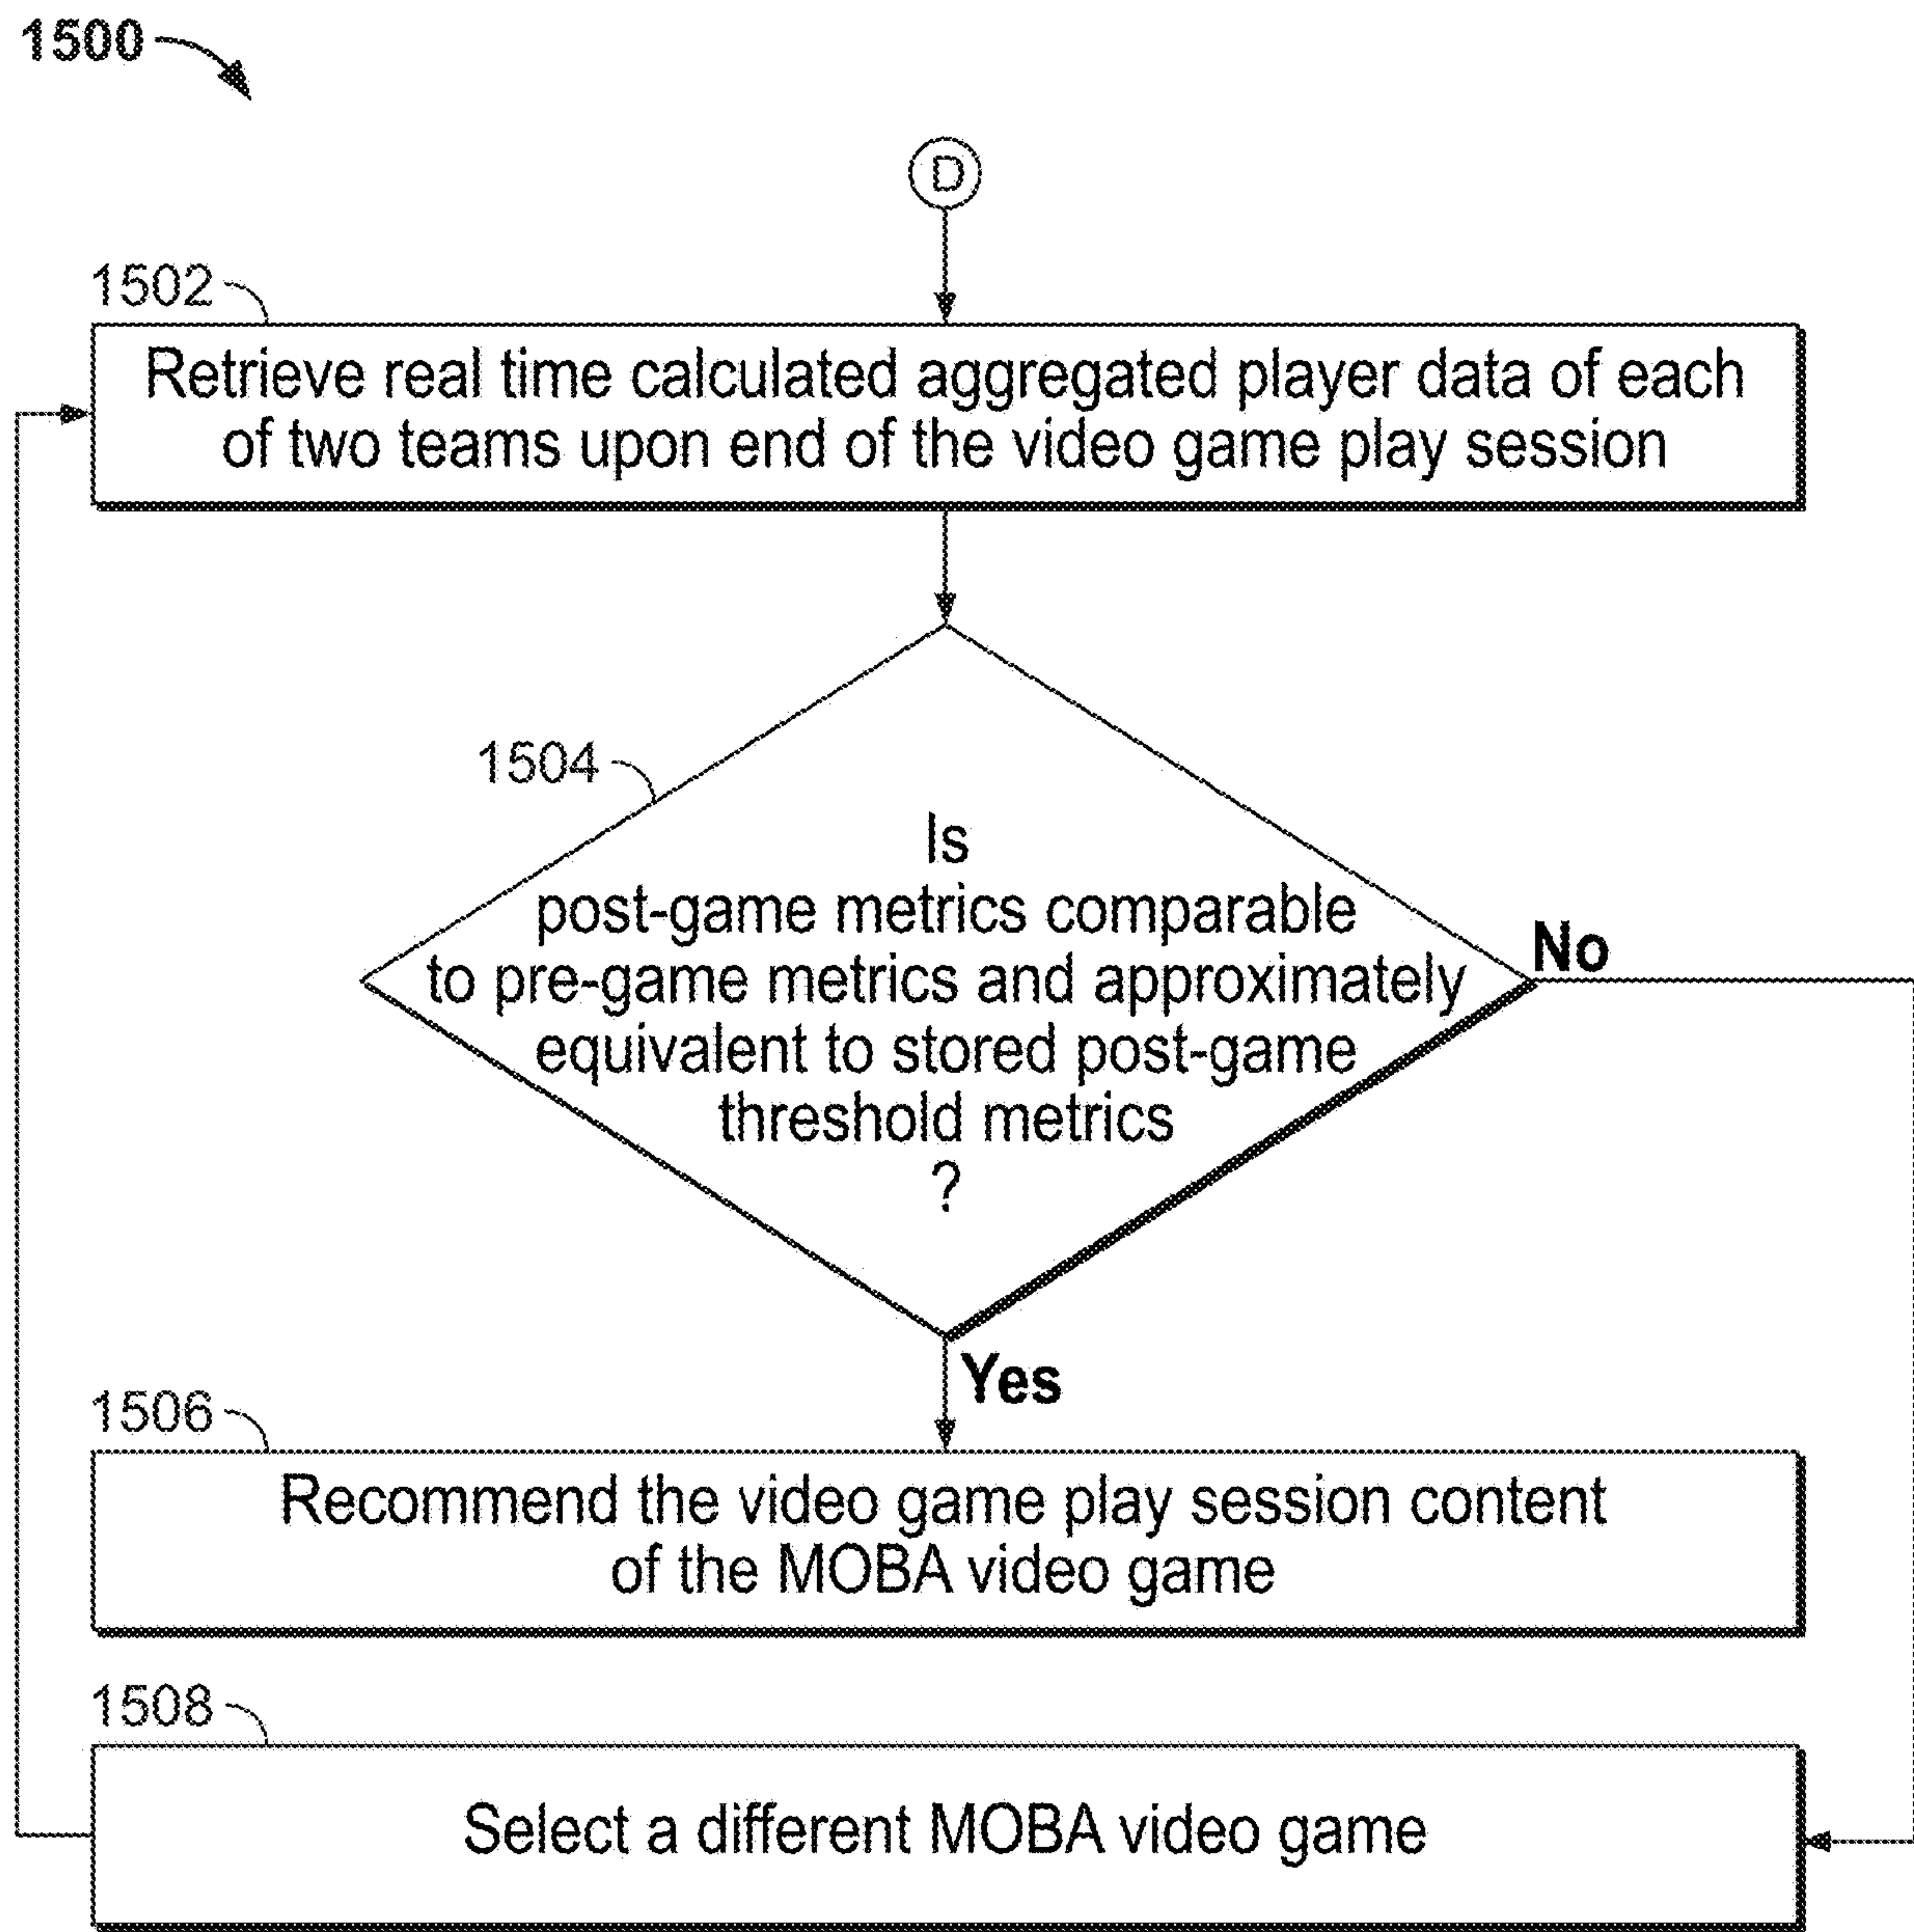 1500
D
1502
Retrieve real time calculated aggregated player data of each
of two teams upon end of the video game play session
1504
Is
post-game metrics comparable
to pre-game metrics and approximately
equivalent to stored post-game
threshold metrics
?
No
Yes
1506
Recommend the video game play session content
of the MOBA video game
1508
Select a different MOBA video game